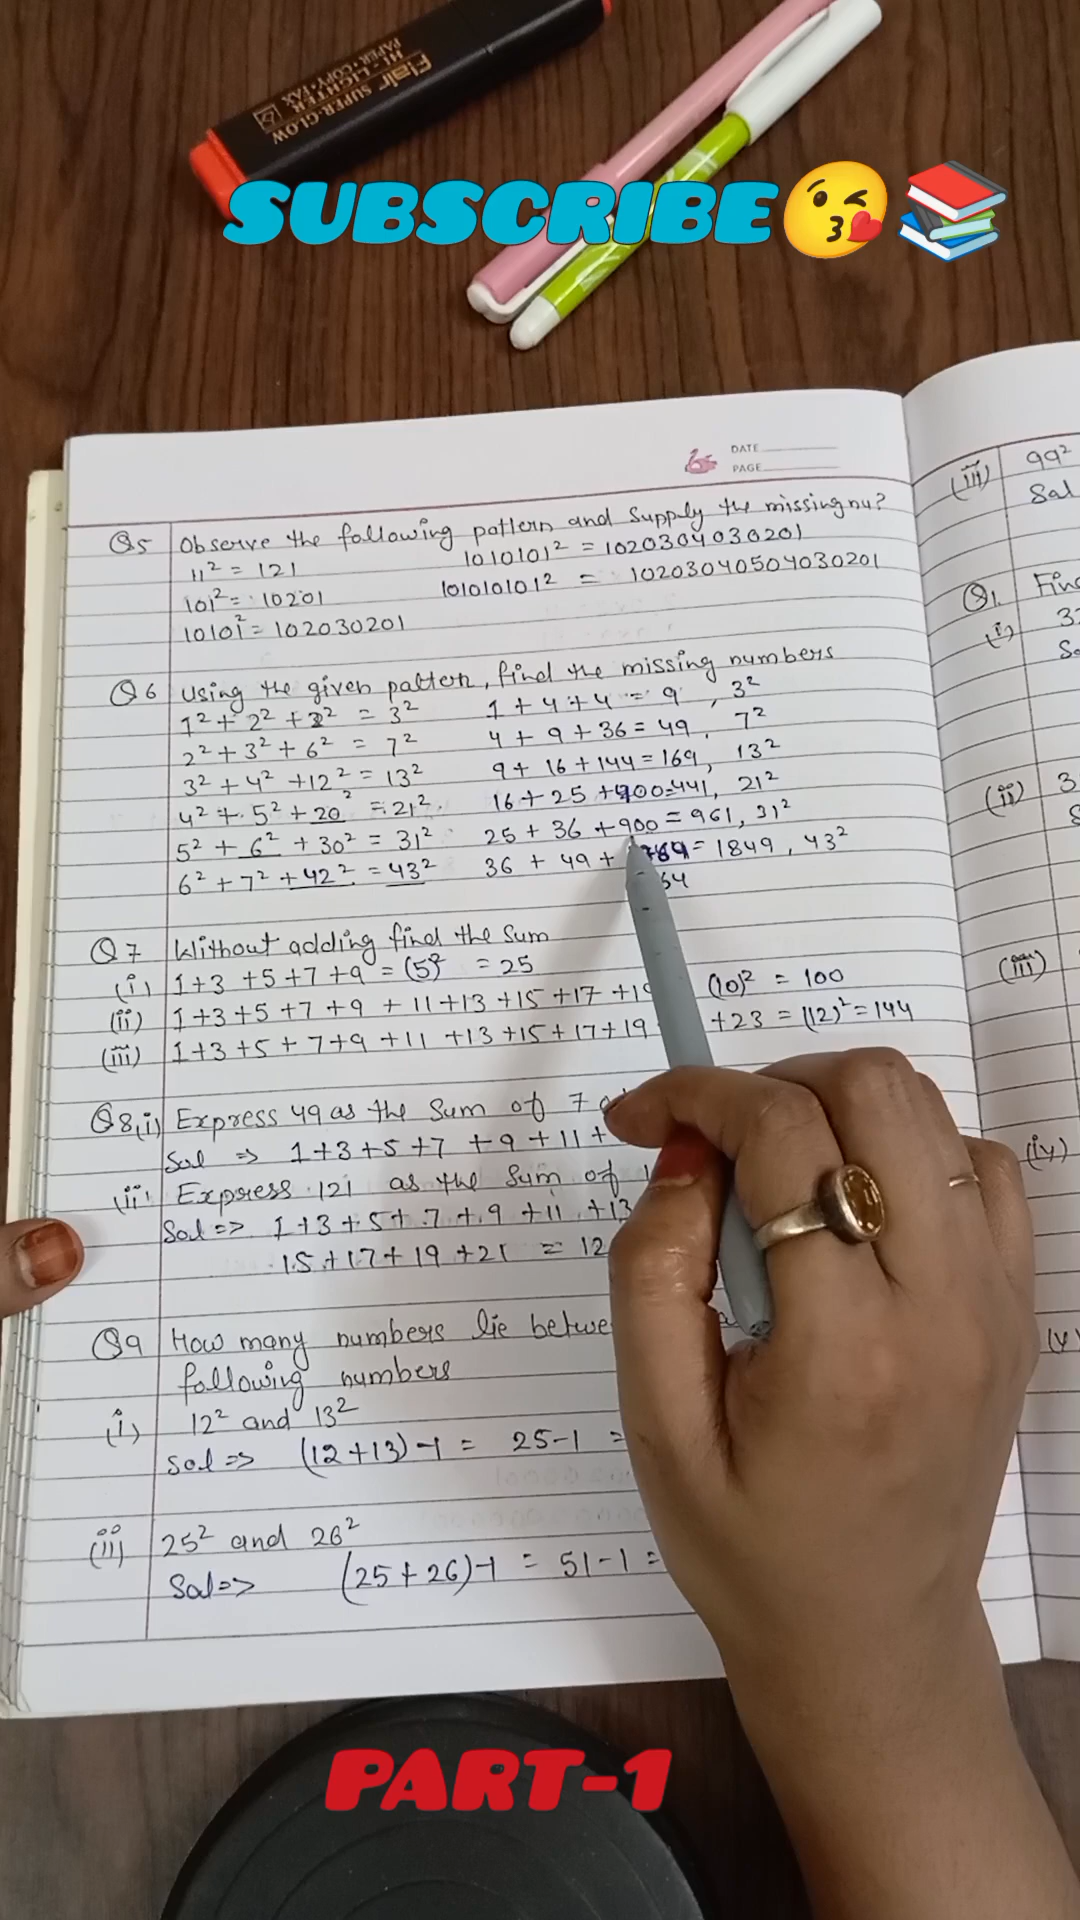 Flair
SUPER-GLOW
HI-LIGHTER
PAPER•COPY•FAX
SUBSCRIBE😘📚
DATE
PAGE
Q5 Observe the following pattern and supply the missing nu?
11² = 121 1010101² = 1020304030201
101² = 10201 101010101² = 10203040504030201
10101² = 102030201
Q6 Using the given pattern, find the missing numbers
1² + 2² + 2² = 3² 1 + 4 + 4 = 9 , 3²
2² + 3² + 6² = 7² 4 + 9 + 36 = 49 , 7²
3² + 4² + 12² = 13² 9 + 16 + 144 = 169, 13²
4² + 5² + 20² = 21² 16 + 25 + 400 = 441, 21²
5² + 6² + 30² = 31² 25 + 36 + 900 = 961, 31²
6² + 7² + 42² = 43² 36 + 49 + = 1849 , 43²
64
Q7 Without adding find the sum
(i) 1+3+5+7+9 = (5)² = 25
(ii) 1+3+5+7+9+11+13+15+17+19 (10)² = 100
(iii) 1+3+5+7+9+11+13+15+17+19 +23 = (12)² = 144
Q8(i) Express 49 as the sum of 7
Sol => 1+3+5+7+9+11+
(ii) Express 121 as the sum of 1
Sol => 1+3+5+7+9+11+13
15+17+19+21 = 12
Q9 How many numbers lie betwe
following numbers
(i) 12² and 13²
Sol => (12+13)-1 = 25-1 =
(ii) 25² and 26²
Sol => (25+26)-1 = 51-1 =
(iii) 99²
Sol
Q1. Find
(i) 3
So
(ii) 3
(iii)
(iv)
(v)
PART-1